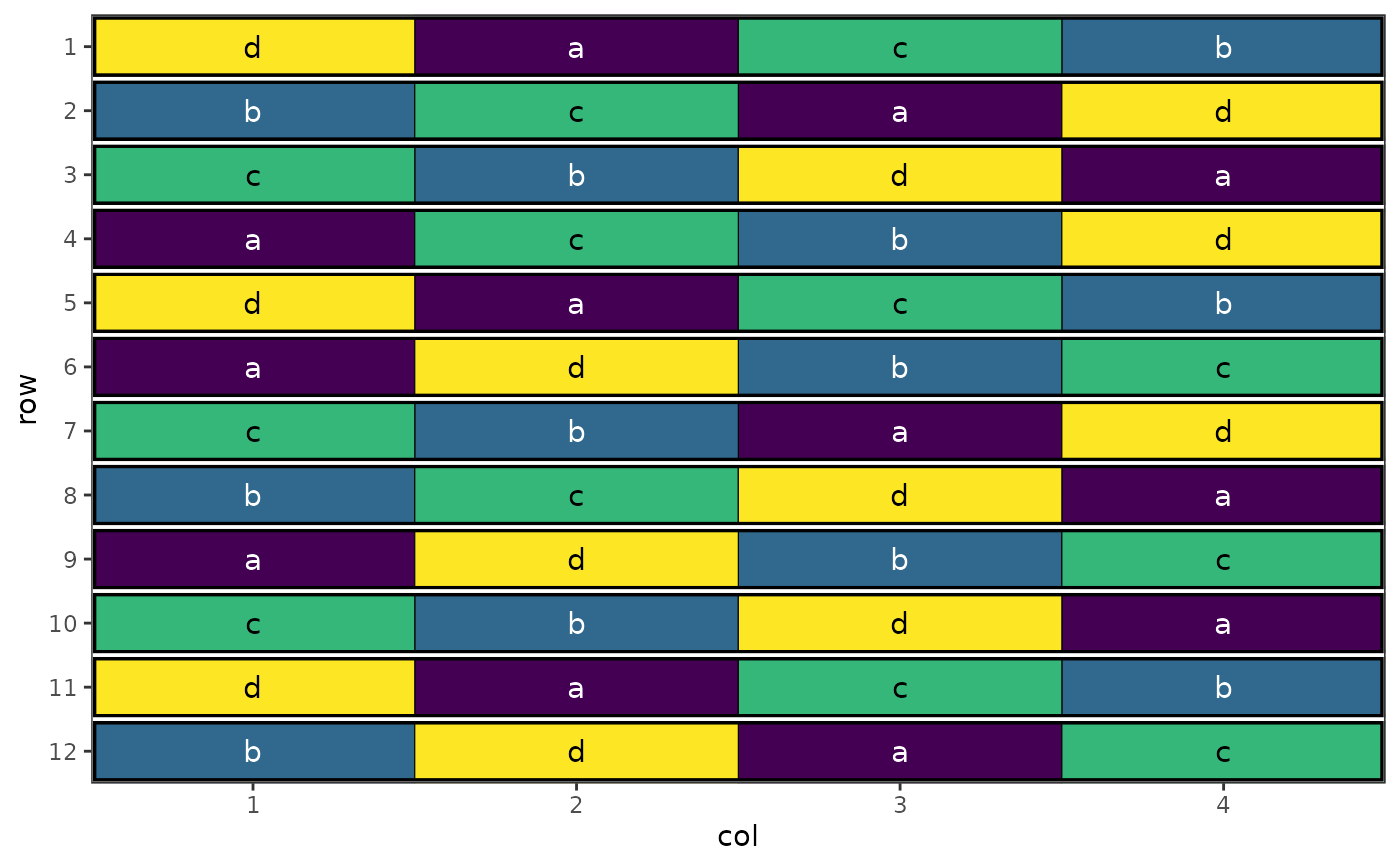 1 d a c b
2 b c a d
3 c b d a
4 a c b d
5 d a c b
6 a d b c
row
7 c b a d
8 b c d a
9 a d b c
10 c b d a
11 d a c b
12 b d a c
1 2 3 4
col